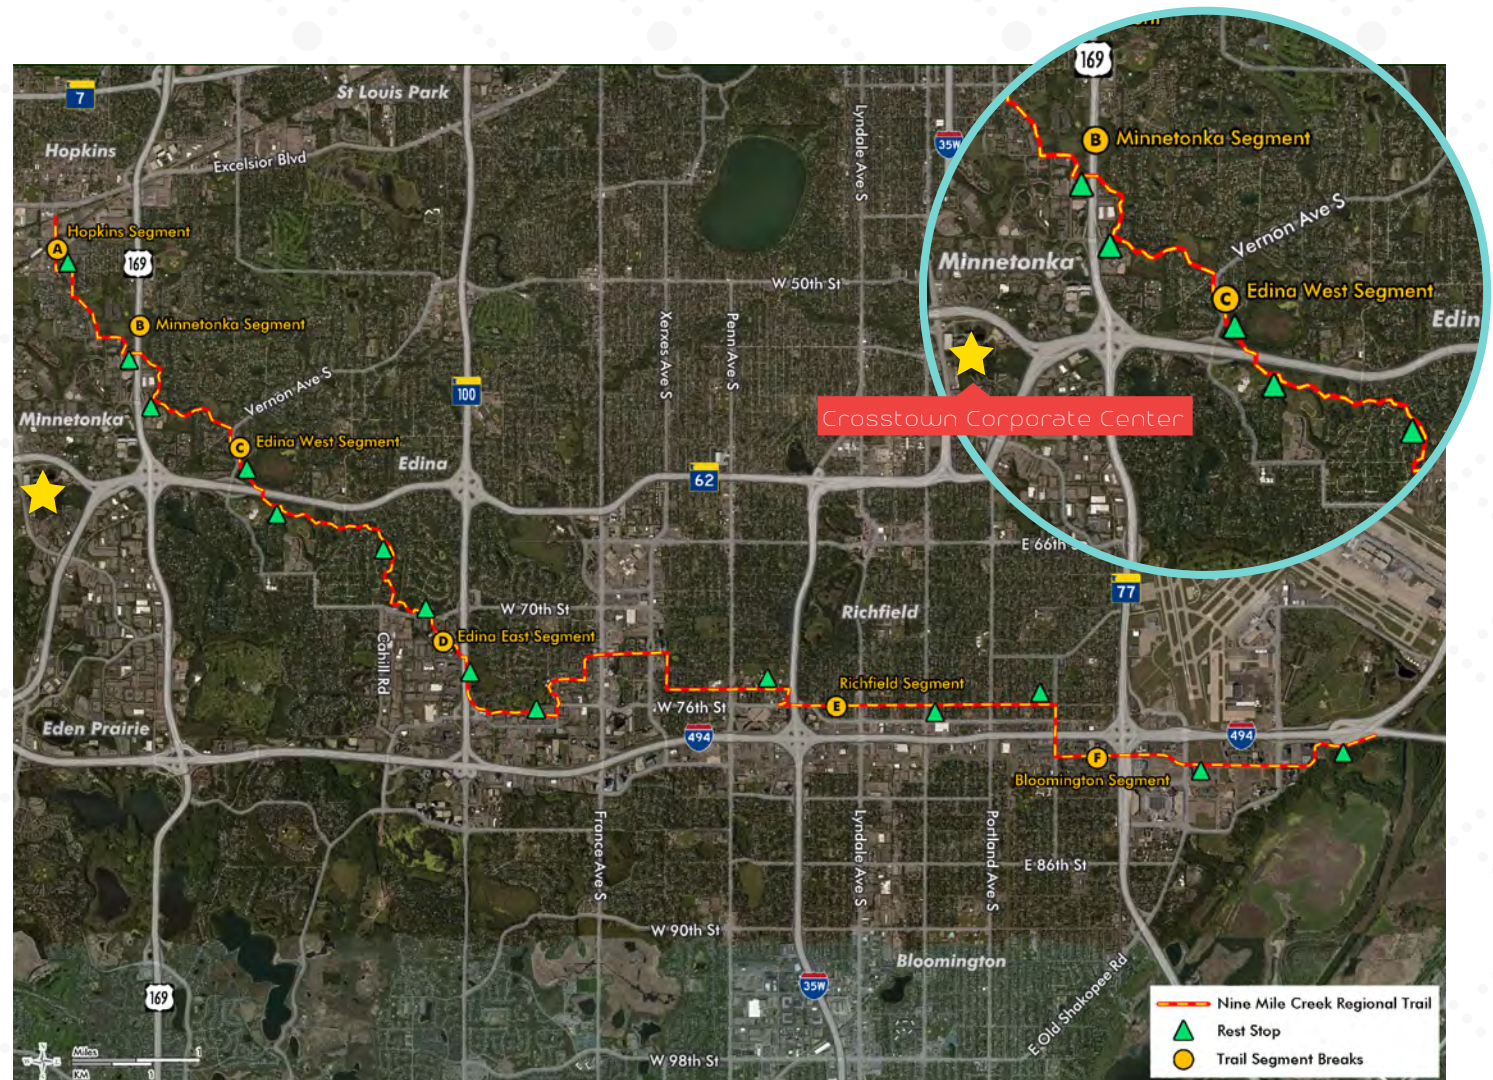 7
St Louis Park
Hopkins
Excelsior Blvd
Hopkins Segment
A
169
B
Minnetonka Segment
Vernon Ave S
Minnetonka
C
Edina West Segment
Edina
100
W 50th St
Xerxes Ave S
Penn Ave S
Lyndale Ave S
35W
62
169
B
Minnetonka Segment
Vernon Ave S
Minnetonka
C
Edina West Segment
Edin
Crosstown Corporate Center
E 66th S
77
W 70th St
Richfield
Cahill Rd
D
Edina East Segment
Richfield Segment
E
W 76th St
494
494
Eden Prairie
F
Bloomington Segment
France Ave S
Lyndale Ave S
Portland Ave S
E 86th St
W 90th St
Bloomington
E Old Shakopee Rd
169
35W
W 98th St
Miles
1
KM
1
Nine Mile Creek Regional Trail
Rest Stop
Trail Segment Breaks